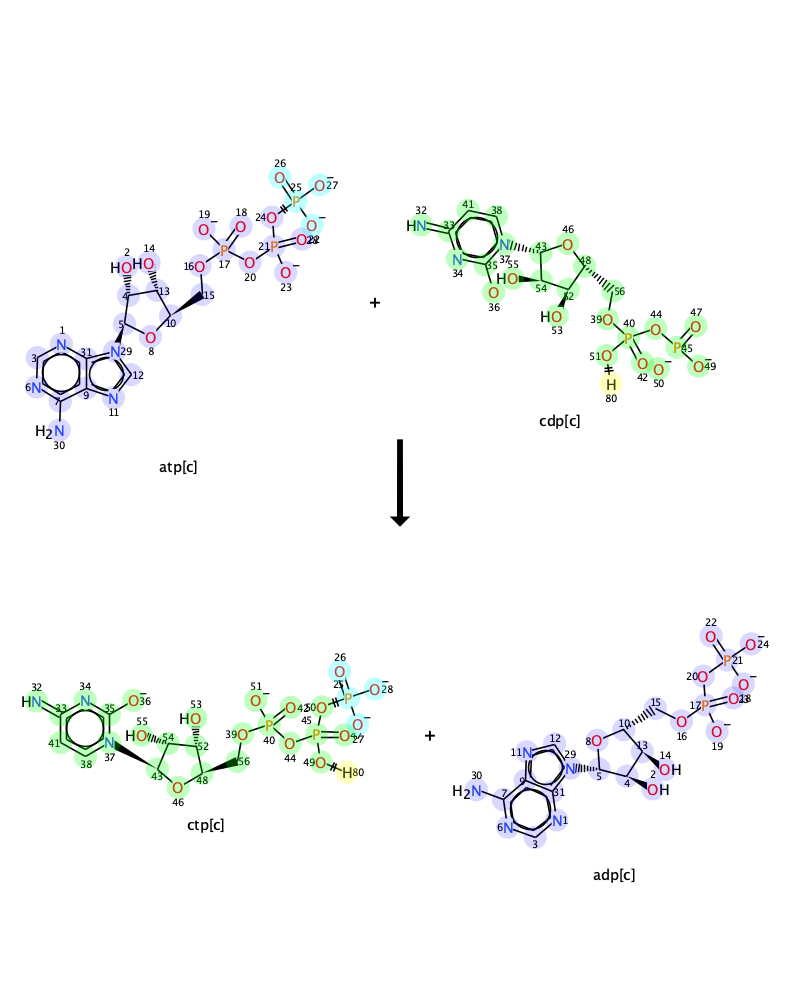 26
O
25
P
O⁻ 27
24 O
O⁻
19
O⁻
18
O
21 P
O
17
P
20
O
O⁻
23
2
HO
14
HO
16 O
4
13
15
5
10
O
8
1
N
3
31
N 29
12
6 N
7
9
N
11
H₂N
30
atp[c]
+
32
HN
33
41
38
N
34
35
N
37
O
36
43
O
46
48
55
HO
54
52
HO
53
56
39 O
40
P
44
O
47
O
P 45
O⁻ 49
51 O
O
42
O⁻
50
H
80
cdp[c]
32
HN
33
34
N
35
O⁻ 36
41
38
N
37
55
HO
54
53
HO
52
43
O
46
48
56
39 O
51
O⁻
P
40
O 42
O
44
45
P
50
O
26
O
P
O⁻ 28
O⁻
O
27
49 O
H 80
ctp[c]
+
22
O
P 21
O⁻ 24
20 O
O⁻
15
17 P
O
O
16
O⁻
19
10
8 O
13
14
OH
2
OH
4
5
12
11 N
29
N
30
H₂N
7
9
31
6 N
N 1
3
adp[c]